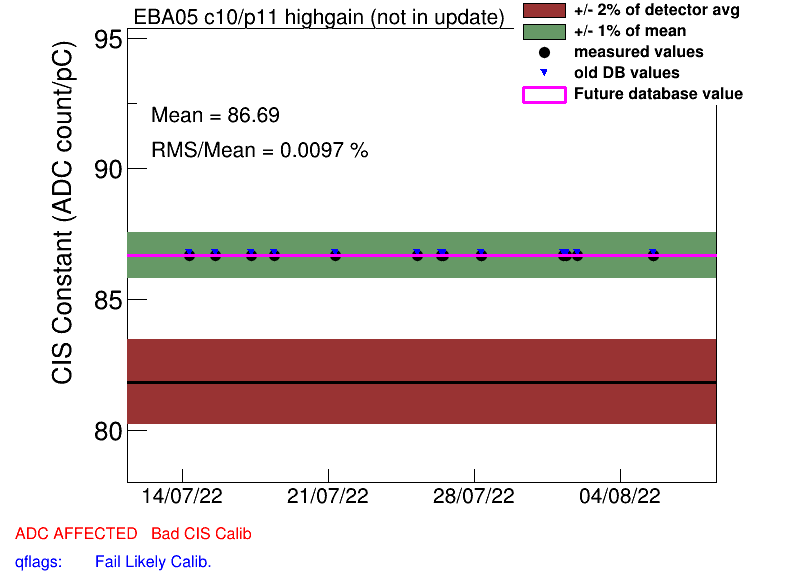 EBA05 c10/p11 highgain (not in update)
+/- 2% of detector avg
+/- 1% of mean
measured values
old DB values
Future database value
CIS Constant (ADC count/pC)
95
90
85
80
Mean = 86.69
RMS/Mean = 0.0097 %
14/07/22 21/07/22 28/07/22 04/08/22
ADC AFFECTED Bad CIS Calib
qflags: Fail Likely Calib.